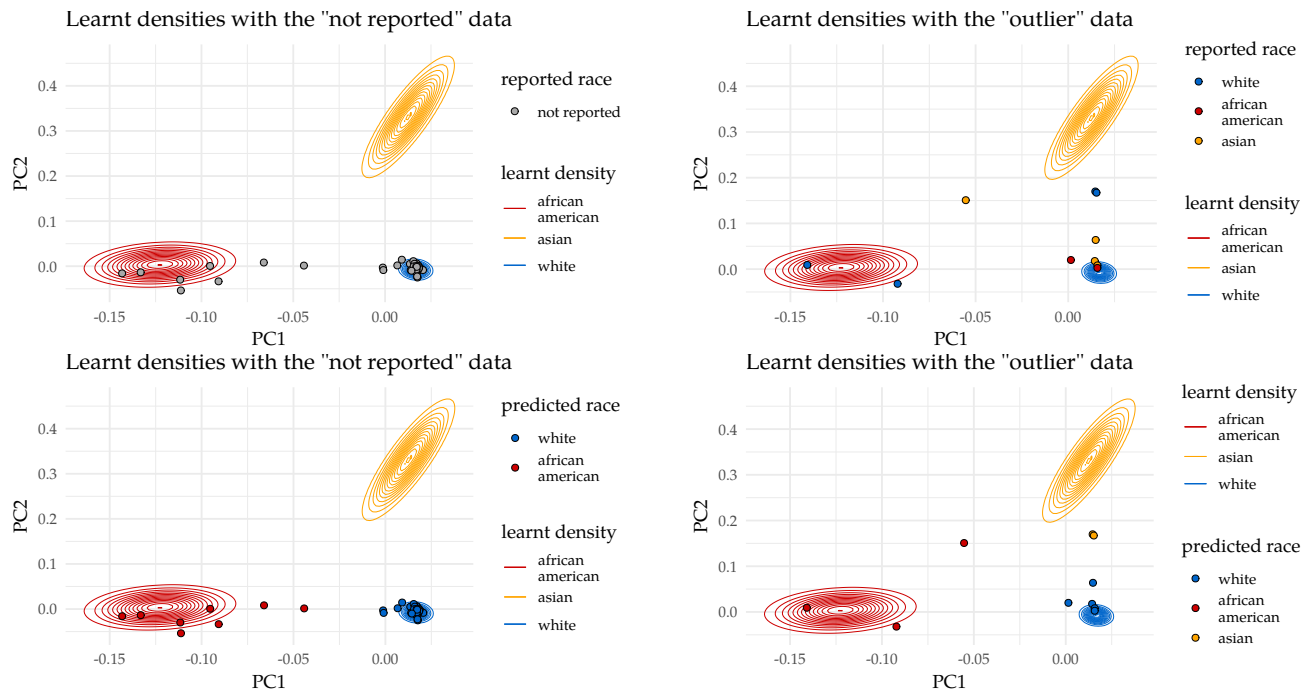 Learnt densities with the "not reported" data
0.4
0.3
0.2
0.1
0.0
PC2
-0.15
-0.10
-0.05
0.00
PC1
reported race
not reported
learnt density
african
american
asian
white
Learnt densities with the "outlier" data
0.4
0.3
0.2
0.1
0.0
PC2
-0.15
-0.10
-0.05
0.00
PC1
reported race
white
african
american
asian
learnt density
african
american
asian
white
Learnt densities with the "not reported" data
0.4
0.3
0.2
0.1
0.0
PC2
-0.15
-0.10
-0.05
0.00
PC1
predicted race
white
african
american
learnt density
african
american
asian
white
Learnt densities with the "outlier" data
0.4
0.3
0.2
0.1
0.0
PC2
-0.15
-0.10
-0.05
0.00
PC1
learnt density
african
american
asian
white
predicted race
white
african
american
asian